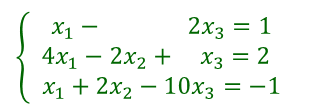 x₁ − 2x₃ = 1
4x₁ − 2x₂ + x₃ = 2
x₁ + 2x₂ − 10x₃ = −1